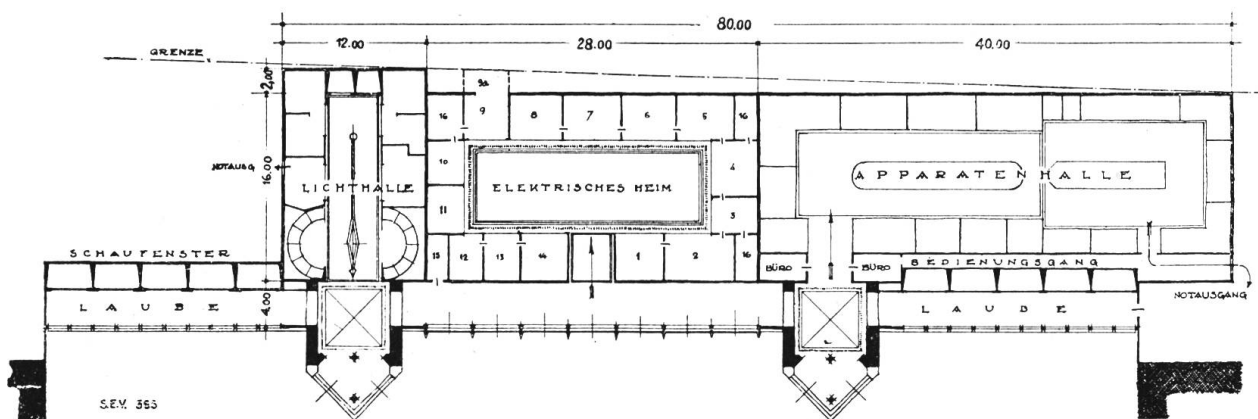 80.00
12.00 28.00 40.00
GRENZE
2,00
16.00
4.00
9a
16 9 8 7 6 5 16
10 4
NOTAUSG
LICHTHALLE ELEKTRISCHES HEIM APPARATENHALLE
11 3
15 12 13 14 1 2 16
BÜRO BÜRO BEDIENUNGSGANG
SCHAUFENSTER
LAUBE LAUBE
NOTAUSGANG
S.E.V. 353